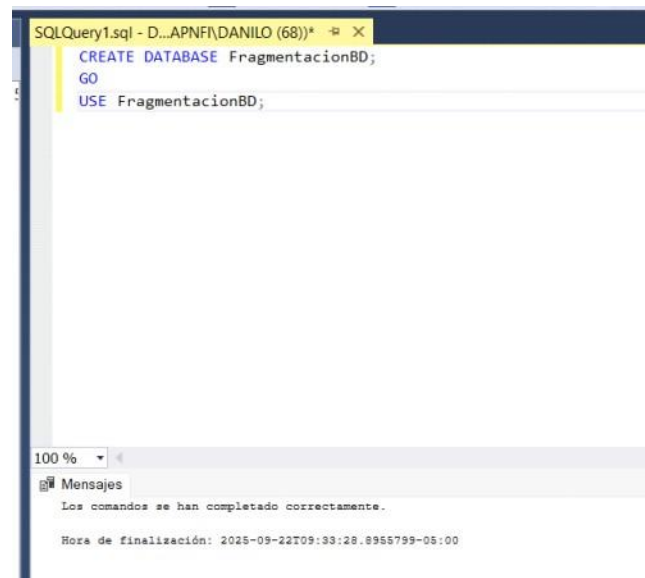 SQLQuery1.sql - D...APNFI\DANILO (68))*
CREATE DATABASE FragmentacionBD;
GO
USE FragmentacionBD;
100 %
Mensajes
Los comandos se han completado correctamente.
Hora de finalización: 2025-09-22T09:33:28.8955799-05:00